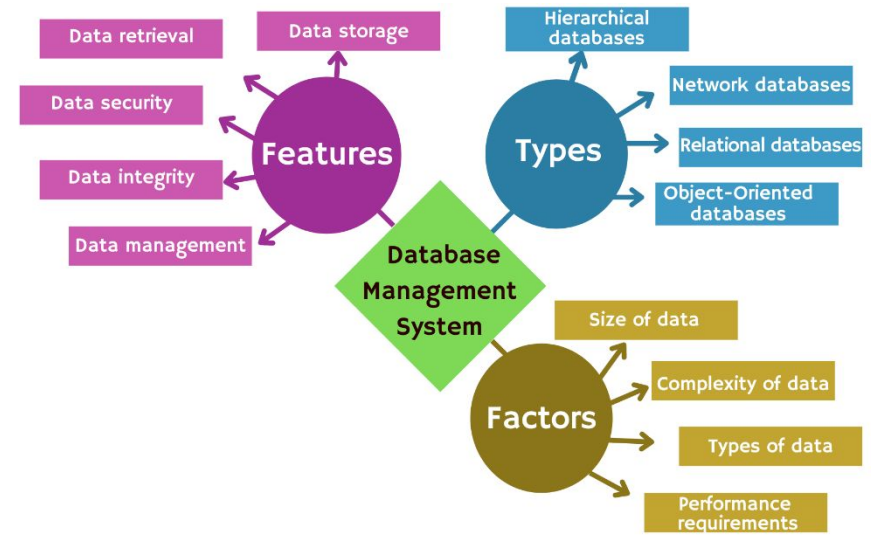 Data retrieval
Data storage
Data security
Data integrity
Data management
Features
Hierarchical
databases
Network databases
Relational databases
Object-Oriented
databases
Types
Database
Management
System
Size of data
Complexity of data
Types of data
Performance
requirements
Factors